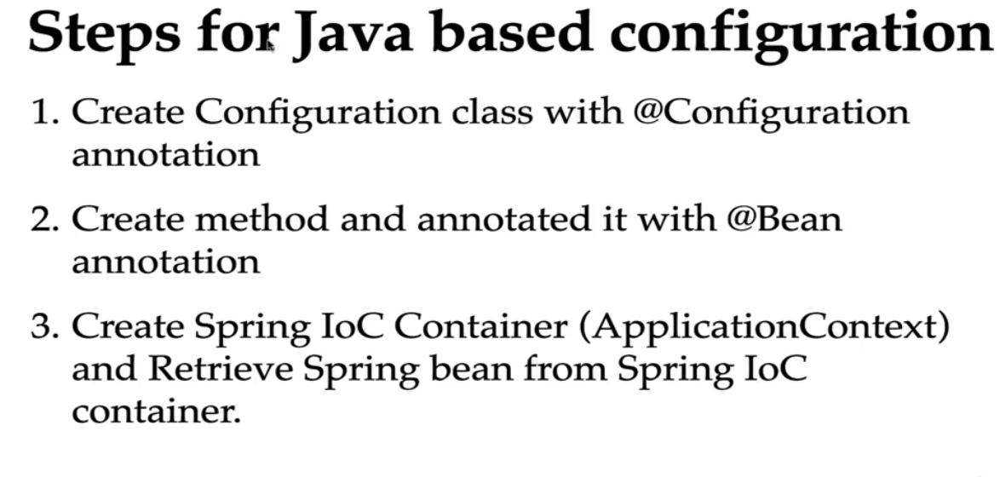 Steps for Java based configuration
1. Create Configuration class with @Configuration
annotation
2. Create method and annotated it with @Bean
annotation
3. Create Spring IoC Container (ApplicationContext)
and Retrieve Spring bean from Spring IoC
container.